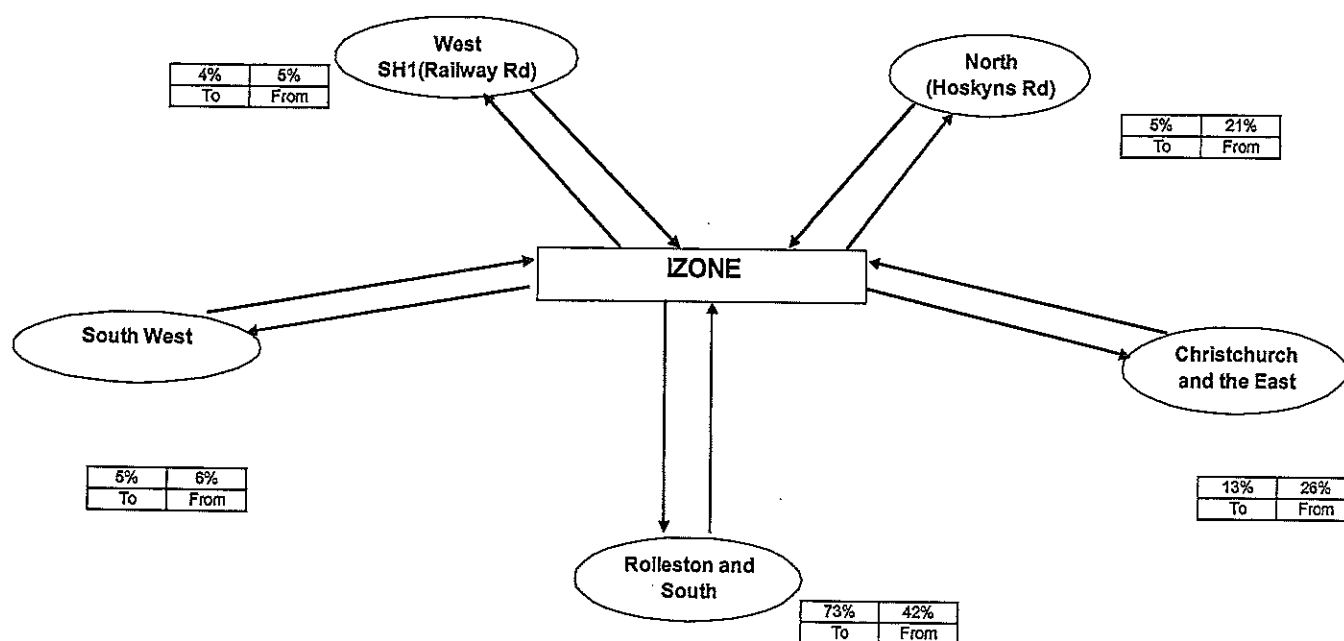 West
SH1(Railway Rd)
4% 5%
To From
North
(Hoskyns Rd)
5% 21%
To From
IZONE
South West
Christchurch
and the East
5% 6%
To From
13% 26%
To From
Rolleston and
South
73% 42%
To From